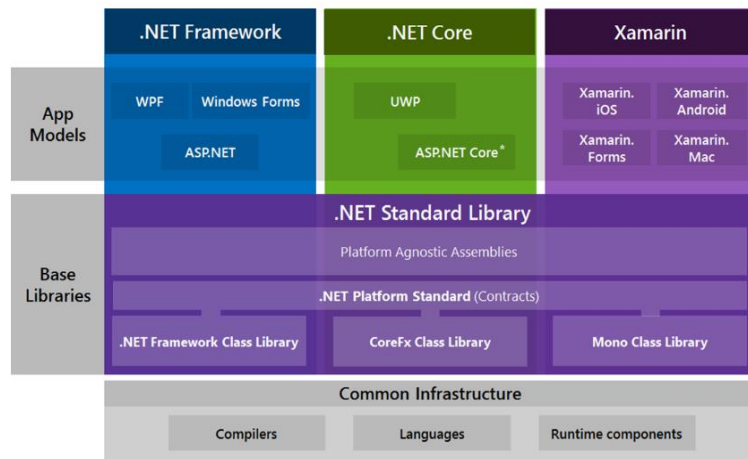 .NET Framework
.NET Core
Xamarin
App
Models
WPF
Windows Forms
ASP.NET
UWP
ASP.NET Core*
Xamarin.
iOS
Xamarin.
Android
Xamarin.
Forms
Xamarin.
Mac
Base
Libraries
.NET Standard Library
Platform Agnostic Assemblies
.NET Platform Standard (Contracts)
.NET Framework Class Library
CoreFx Class Library
Mono Class Library
Common Infrastructure
Compilers
Languages
Runtime components